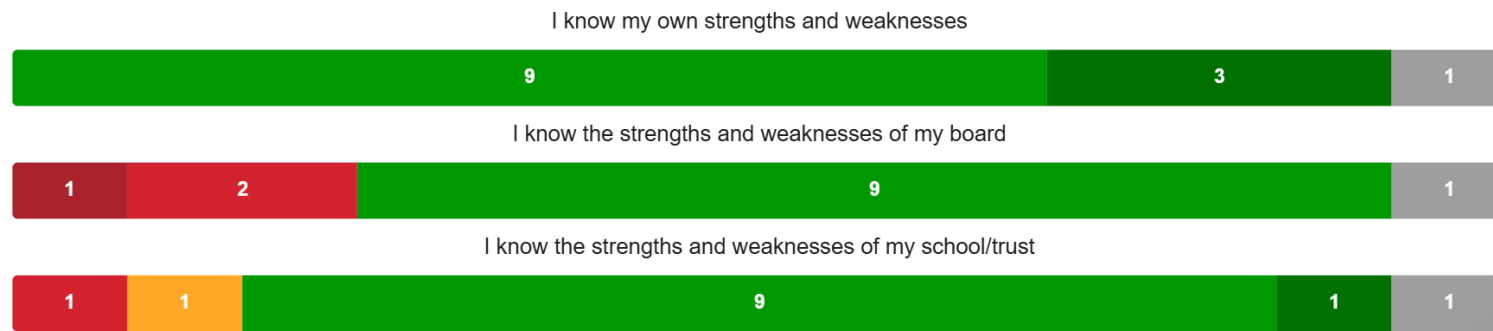 I know my own strengths and weaknesses
9 3 1
I know the strengths and weaknesses of my board
1 2 9 1
I know the strengths and weaknesses of my school/trust
1 1 9 1 1